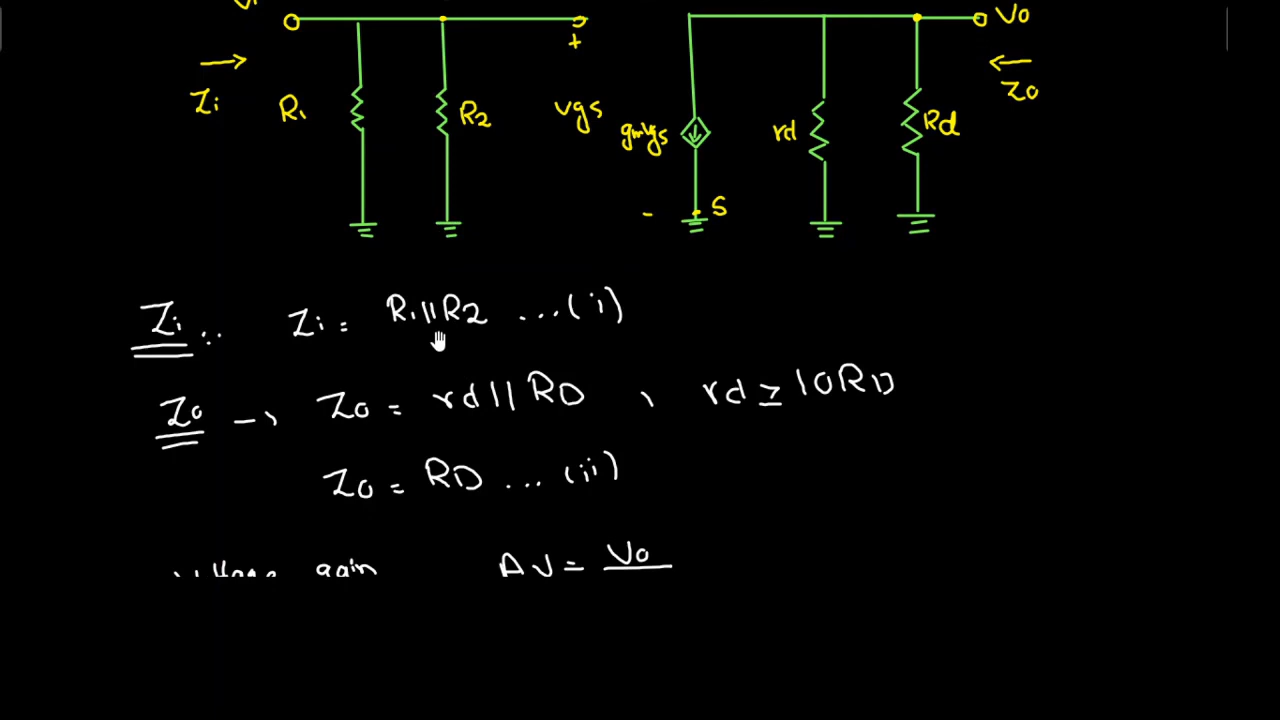 Vo
+
Zi
R1
R2
vgs
gmvgs
rd
Rd
Zo
-
S
Zi :. Zi = R1||R2 ...(i)
Zo → Zo = rd||RD , rd ≥ 10RD
Zo = RD ...(ii)
gain AV = Vo